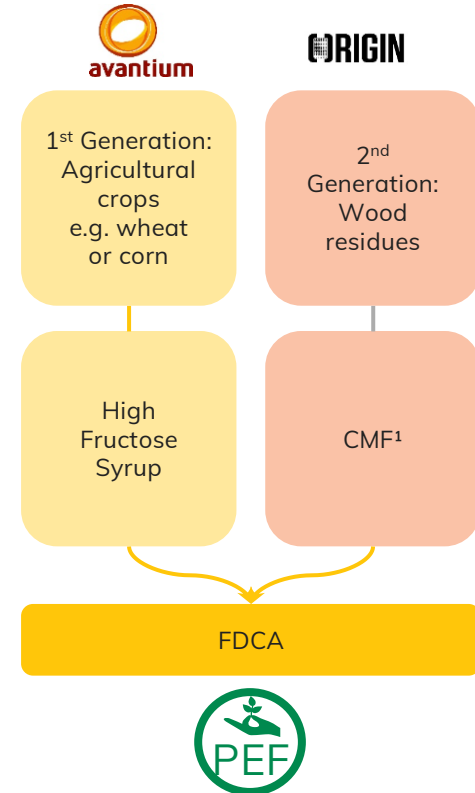 avantium
ORIGIN
1st Generation:
Agricultural
crops
e.g. wheat
or corn
2nd
Generation:
Wood
residues
High
Fructose
Syrup
CMF¹
FDCA
PEF